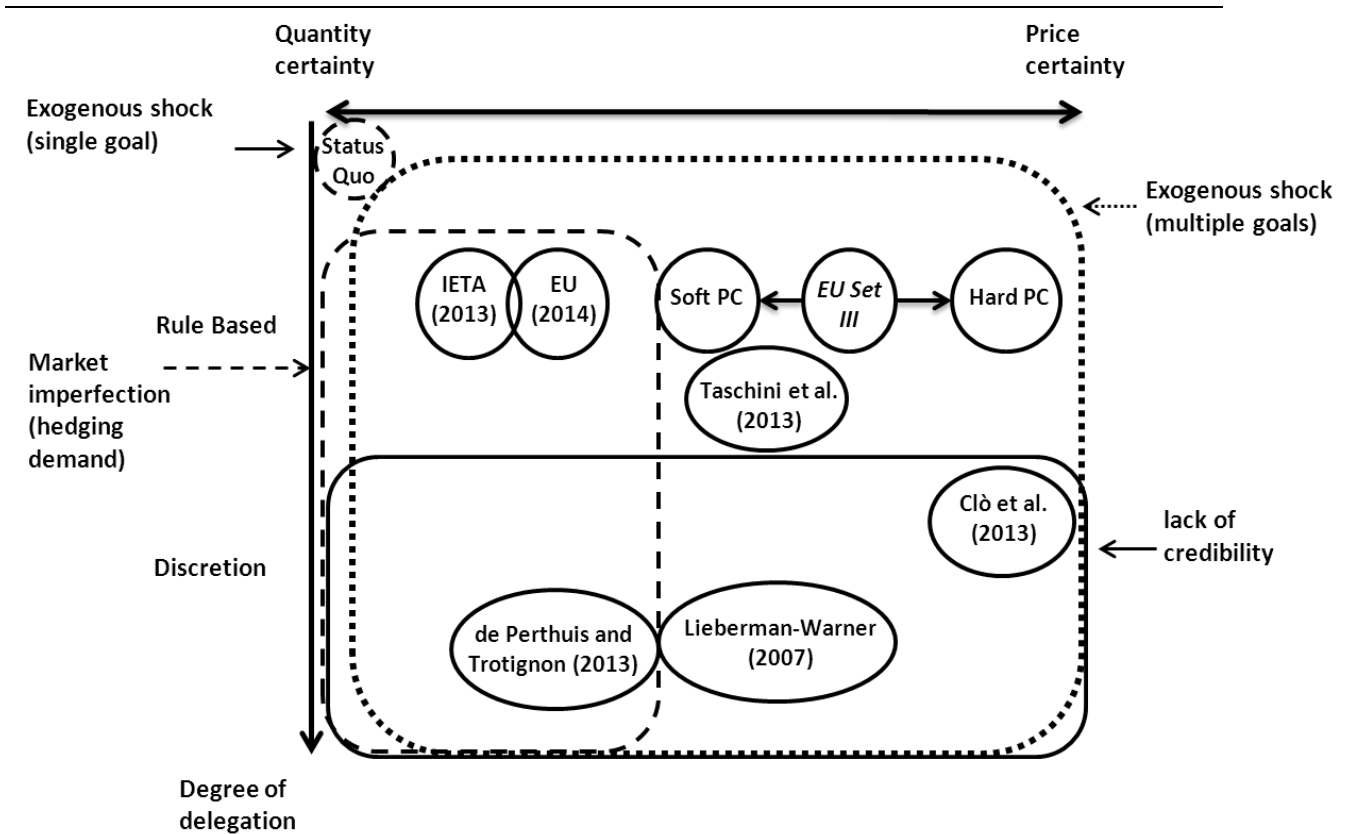 Quantity
certainty
Price
certainty
Exogenous shock
(single goal)
Status
Quo
Exogenous shock
(multiple goals)
IETA
(2013)
EU
(2014)
Soft PC
EU Set
III
Hard PC
Rule Based
Market
imperfection
(hedging
demand)
Taschini et al.
(2013)
Clò et al.
(2013)
lack of
credibility
Discretion
de Perthuis and
Trotignon (2013)
Lieberman-Warner
(2007)
Degree of
delegation